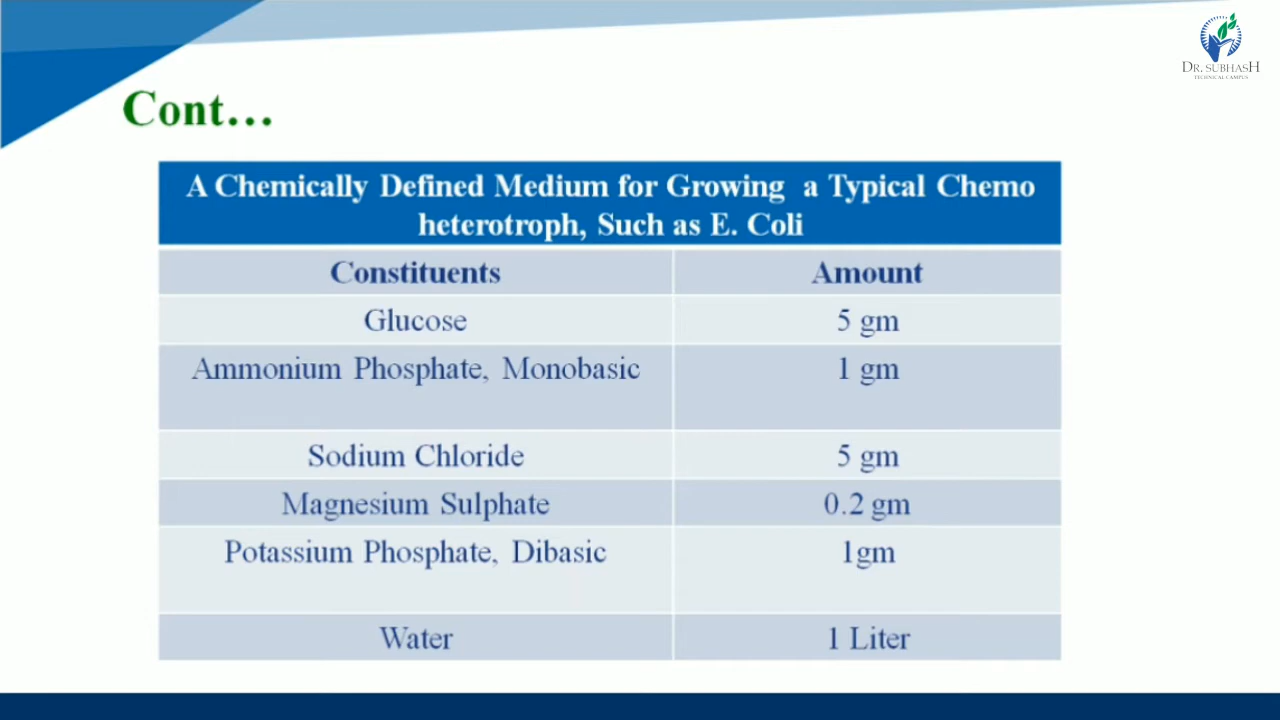 DR. SUBHASH
TECHNICAL CAMPUS
Cont...
A Chemically Defined Medium for Growing a Typical Chemo
heterotroph, Such as E. Coli
Constituents Amount
Glucose 5 gm
Ammonium Phosphate, Monobasic 1 gm
Sodium Chloride 5 gm
Magnesium Sulphate 0.2 gm
Potassium Phosphate, Dibasic 1gm
Water 1 Liter